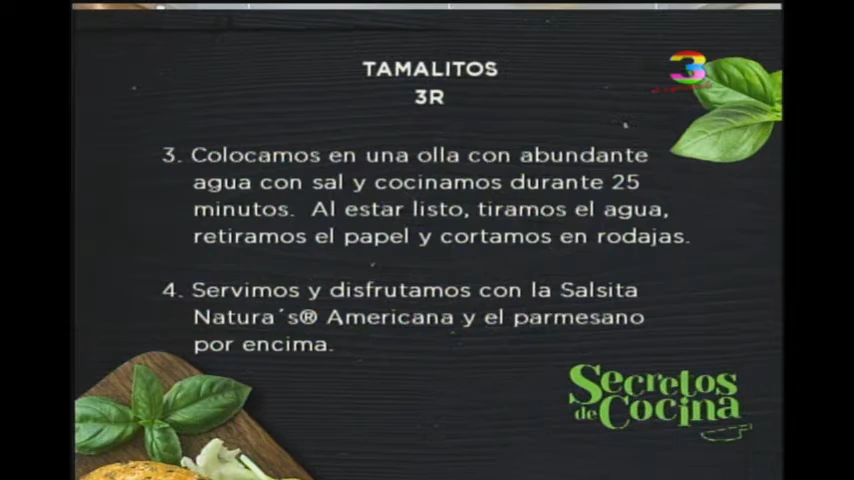 TAMALITOS
3R
3
3. Colocamos en una olla con abundante
agua con sal y cocinamos durante 25
minutos. Al estar listo, tiramos el agua,
retiramos el papel y cortamos en rodajas.
4. Servimos y disfrutamos con la Salsita
Natura´s® Americana y el parmesano
por encima.
Secretos
de Cocina